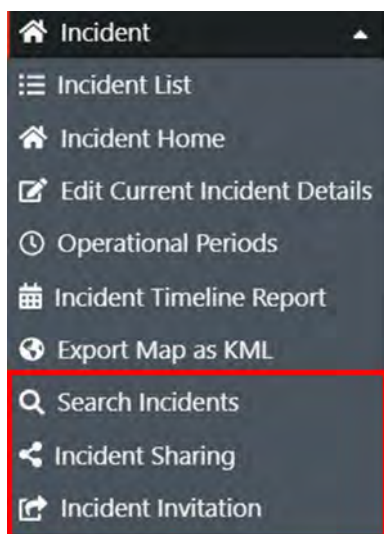 Incident
Incident List
Incident Home
Edit Current Incident Details
Operational Periods
Incident Timeline Report
Export Map as KML
Search Incidents
Incident Sharing
Incident Invitation